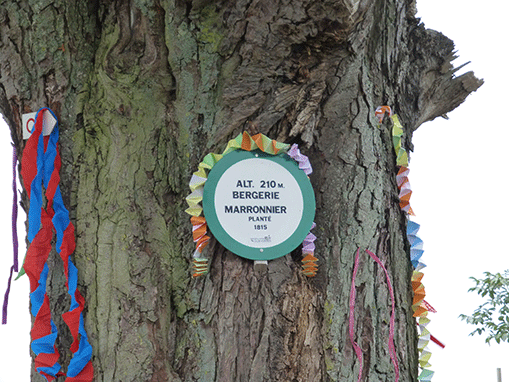 ALT. 210 M.
BERGERIE
MARRONNIER
PLANTÉ
1815